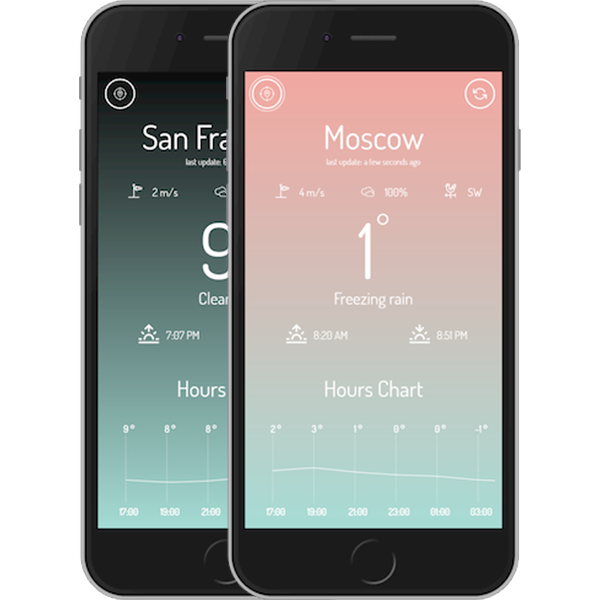 San Fra
last update: 6
2 m/s
9
Clear
7:07 PM
Hours
9° 8° 8°
17:00 19:00 21:00
Moscow
last update: a few seconds ago
4 m/s 100% SW
1°
Freezing rain
8:20 AM 8:51 PM
Hours Chart
2° 3° 1° 0° 0° -1°
17:00 19:00 21:00 23:00 01:00 03:00